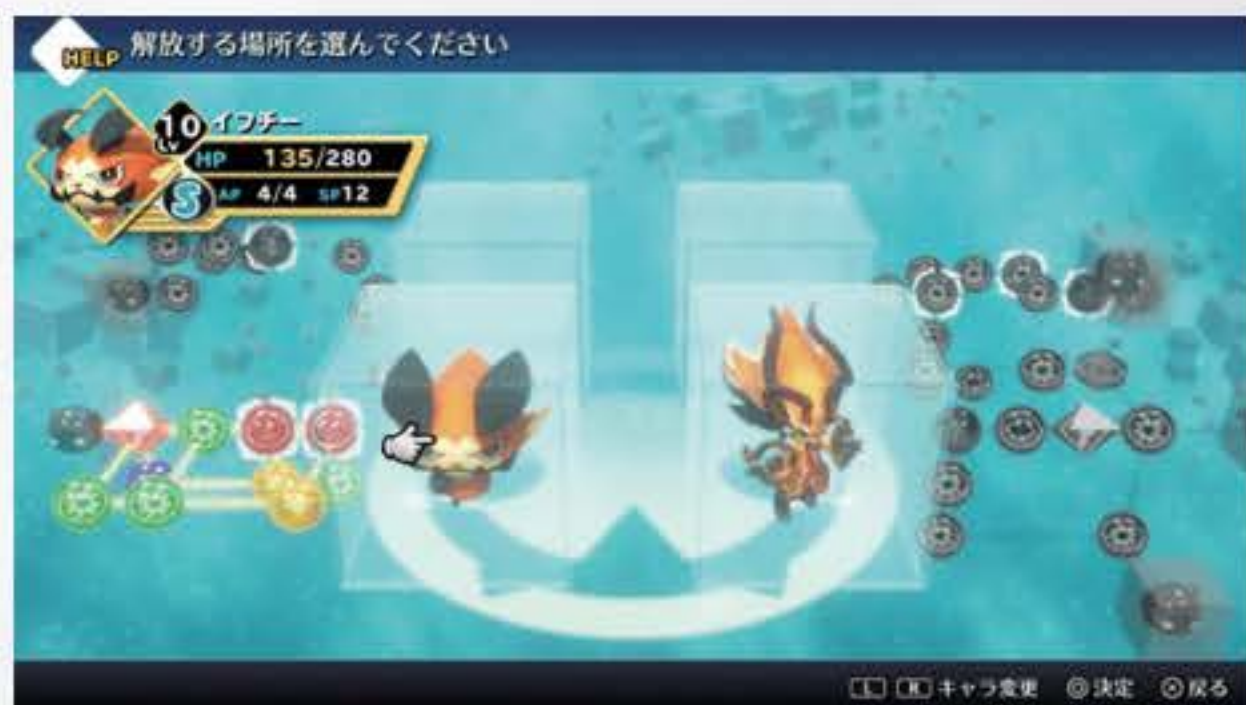 HELP 解放する場所を選んでください
10 イフチー
Lv
HP 135/280
S AP 4/4 SP12
L R キャラ変更 ◎決定 ⊗戻る